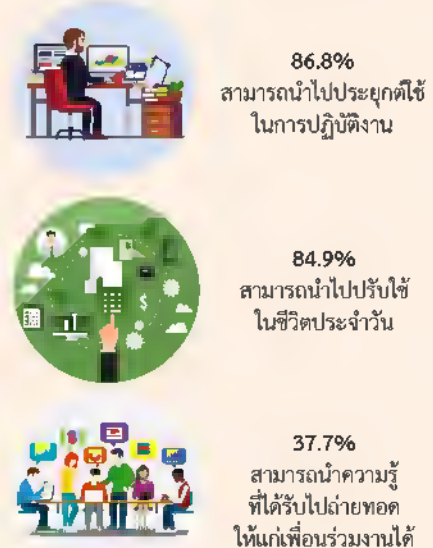 86.8%
สามารถนำไปประยุกต์ใช้
ในการปฏิบัติงาน
84.9%
สามารถนำไปปรับใช้
ในชีวิตประจำวัน
37.7%
สามารถนำความรู้
ที่ได้รับไปถ่ายทอด
ให้แก่เพื่อนร่วมงานได้